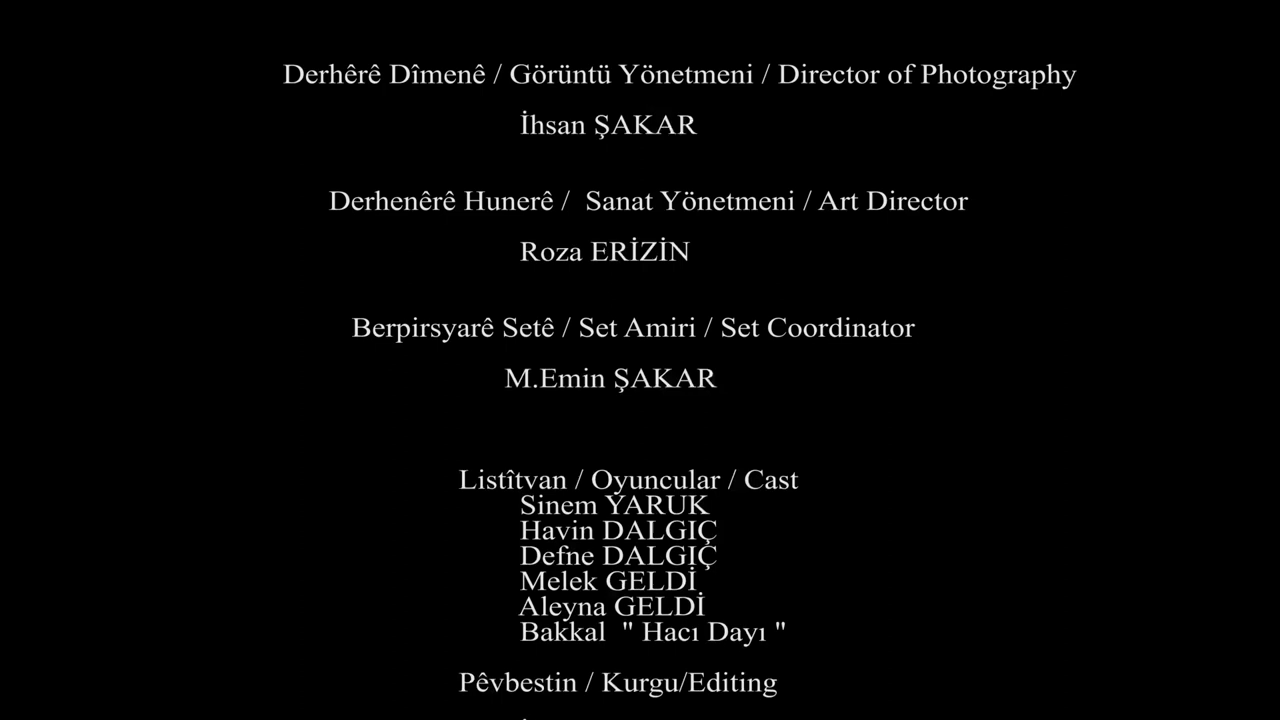 Derhêrê Dîmenê / Görüntü Yönetmeni / Director of Photography
İhsan ŞAKAR
Derhenêrê Hunerê /  Sanat Yönetmeni / Art Director
Roza ERİZİN
Berpirsyarê Setê / Set Amiri / Set Coordinator
M.Emin ŞAKAR
Listîtvan / Oyuncular / Cast
Sinem YARUK
Havin DALGIÇ
Defne DALGIÇ
Melek GELDİ
Aleyna GELDİ
Bakkal  " Hacı Dayı "
Pêvbestin / Kurgu/Editing